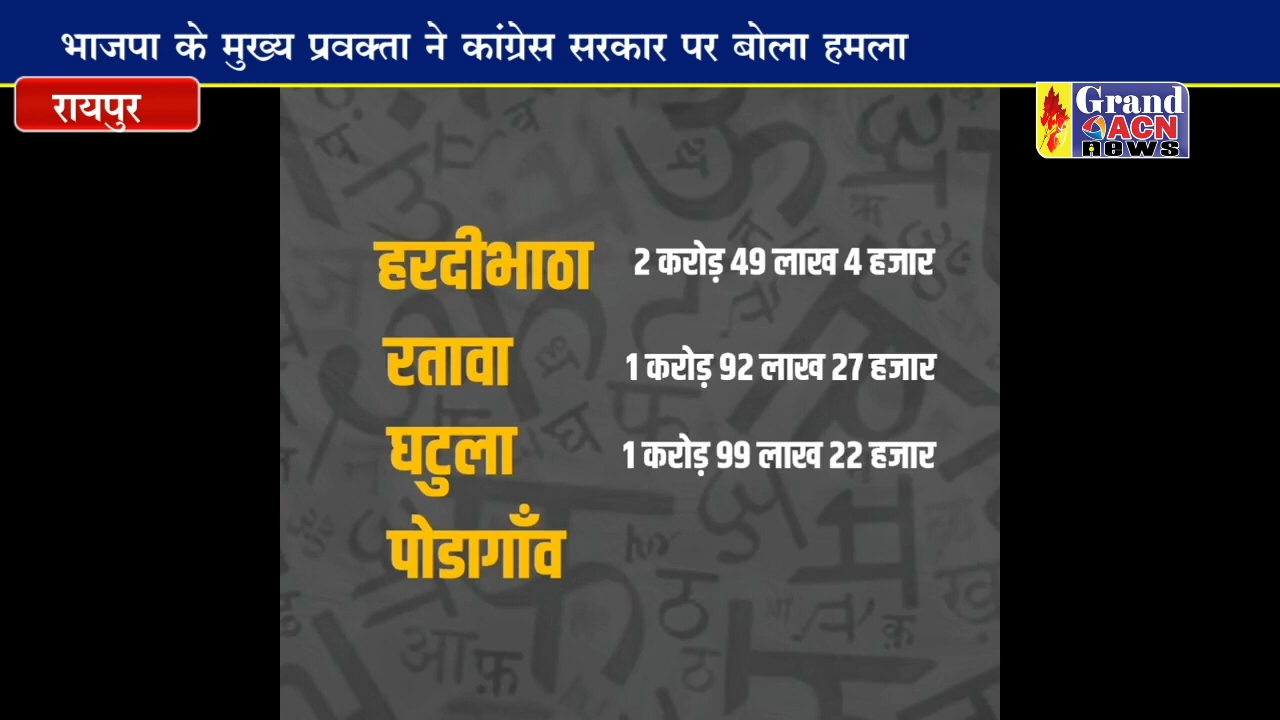 भाजपा के मुख्य प्रवक्ता ने कांग्रेस सरकार पर बोला हमला
रायपुर
Grand
ACN
news
हरदीभाठा 2 करोड़ 49 लाख 4 हजार
रतावा 1 करोड़ 92 लाख 27 हजार
घटुला 1 करोड़ 99 लाख 22 हजार
पोडागाँव